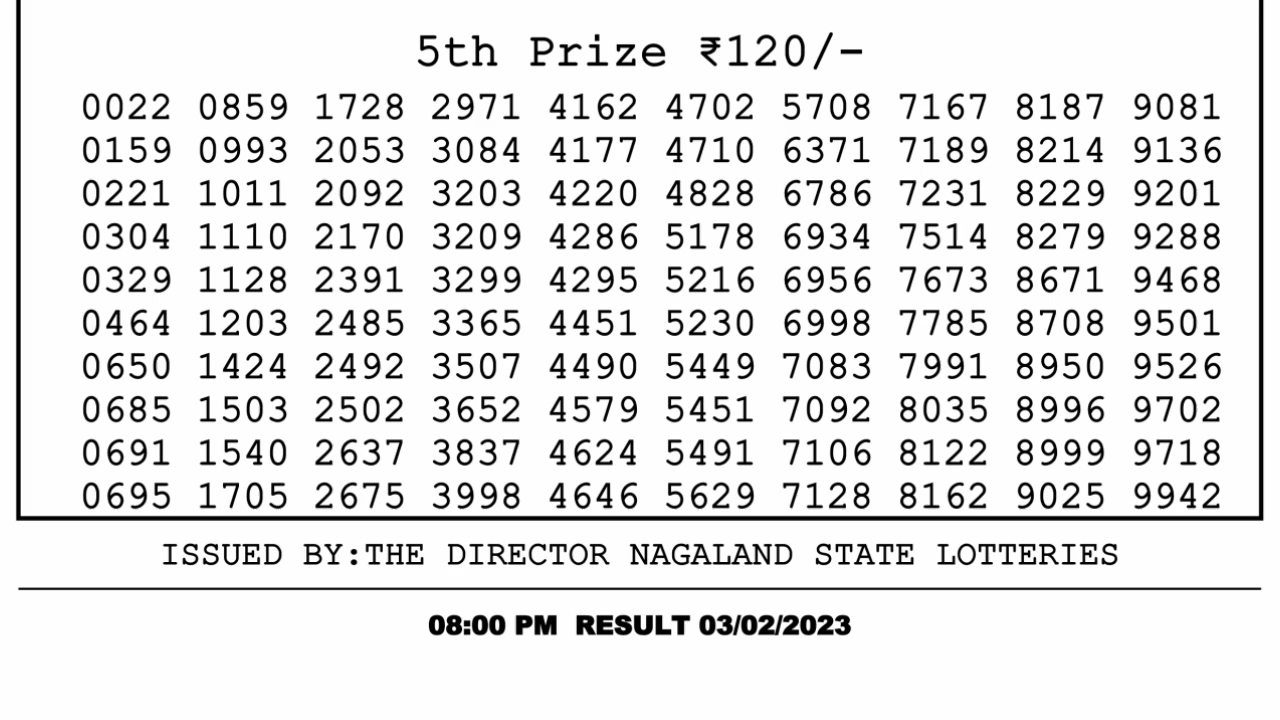 5th Prize ₹120/-
0022 0859 1728 2971 4162 4702 5708 7167 8187 9081
0159 0993 2053 3084 4177 4710 6371 7189 8214 9136
0221 1011 2092 3203 4220 4828 6786 7231 8229 9201
0304 1110 2170 3209 4286 5178 6934 7514 8279 9288
0329 1128 2391 3299 4295 5216 6956 7673 8671 9468
0464 1203 2485 3365 4451 5230 6998 7785 8708 9501
0650 1424 2492 3507 4490 5449 7083 7991 8950 9526
0685 1503 2502 3652 4579 5451 7092 8035 8996 9702
0691 1540 2637 3837 4624 5491 7106 8122 8999 9718
0695 1705 2675 3998 4646 5629 7128 8162 9025 9942
ISSUED BY:THE DIRECTOR NAGALAND STATE LOTTERIES
08:00 PM RESULT 03/02/2023